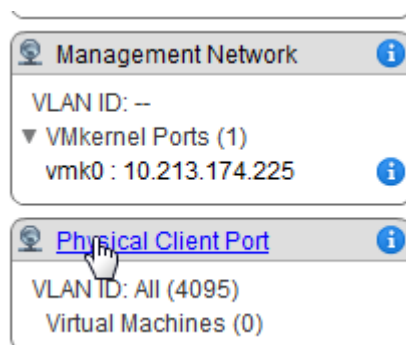 Management Network
VLAN ID: --
VMkernel Ports (1)
vmk0 : 10.213.174.225
Physical Client Port
VLAN ID: All (4095)
Virtual Machines (0)